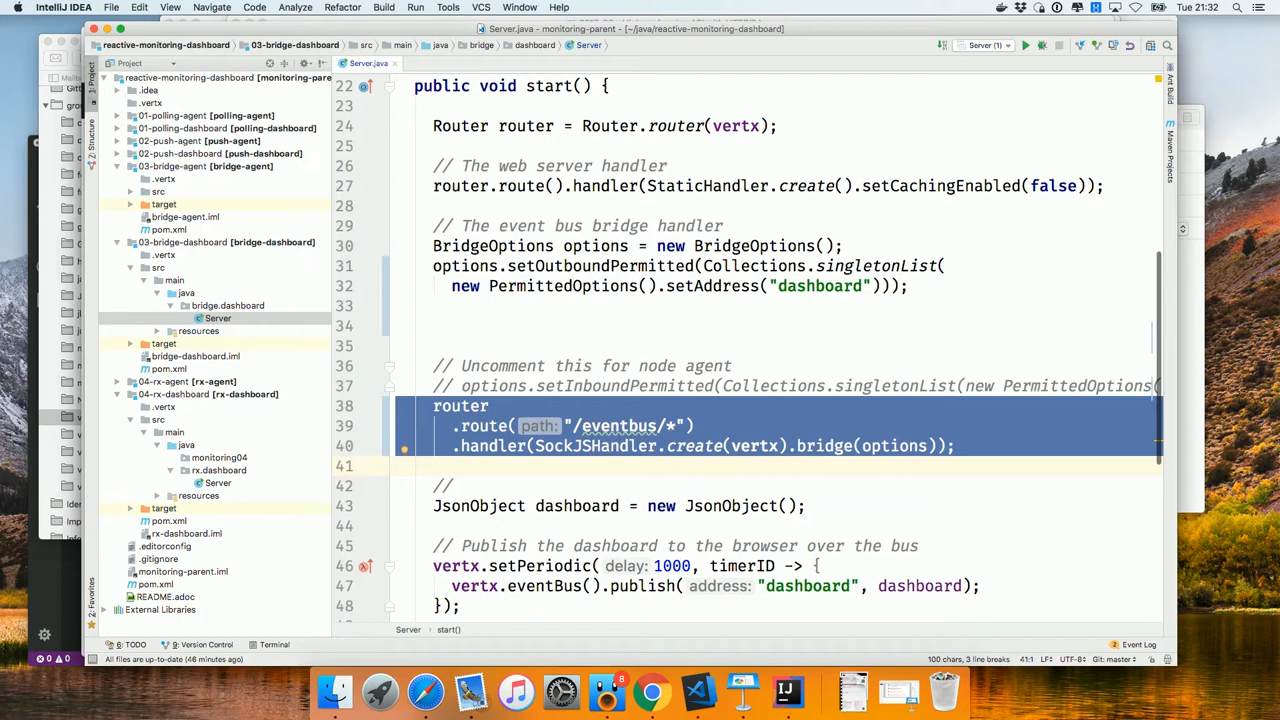 IntelliJ IDEA File Edit View Navigate Code Analyze Refactor Build Run Tools VCS Window Help Tue 21:32
Server.java - monitoring-parent - [~/java/reactive-monitoring-dashboard]
reactive-monitoring-dashboard 03-bridge-dashboard src main java bridge dashboard Server Server (1)
Project Server.java
reactive-monitoring-dashboard [monitoring-pare
.idea
.vertx
01-polling-agent [polling-agent]
01-polling-dashboard [polling-dashboard]
02-push-agent [push-agent]
02-push-dashboard [push-dashboard]
03-bridge-agent [bridge-agent]
.vertx
src
target
bridge-agent.iml
pom.xml
03-bridge-dashboard [bridge-dashboard]
.vertx
src
main
java
bridge.dashboard
Server
resources
target
bridge-dashboard.iml
pom.xml
04-rx-agent [rx-agent]
04-rx-dashboard [rx-dashboard]
.vertx
src
main
java
monitoring04
rx.dashboard
Server
resources
target
pom.xml
rx-dashboard.iml
.editorconfig
.gitignore
monitoring-parent.iml
pom.xml
README.adoc
External Libraries
1: Project
Z: Structure
2: Favorites
Ant Build
Maven Projects
22 public void start() {
23
24 Router router = Router.router(vertx);
25
26 // The web server handler
27 router.route().handler(StaticHandler.create().setCachingEnabled(false));
28
29 // The event bus bridge handler
30 BridgeOptions options = new BridgeOptions();
31 options.setOutboundPermitted(Collections.singletonList(
32 new PermittedOptions().setAddress("dashboard")));
33
34
35
36 // Uncomment this for node agent
37 // options.setInboundPermitted(Collections.singletonList(new PermittedOptions(
38 router
39 .route( path: "/eventbus/*")
40 .handler(SockJSHandler.create(vertx).bridge(options));
41
42 //
43 JsonObject dashboard = new JsonObject();
44
45 // Publish the dashboard to the browser over the bus
46 vertx.setPeriodic( delay: 1000, timerID -> {
47 vertx.eventBus().publish( address: "dashboard", dashboard);
48 });
Server start()
6: TODO 9: Version Control Terminal Event Log
0 0 All files are up-to-date (46 minutes ago) 100 chars, 3 line breaks 41:1 LF: UTF-8: Git: master
8